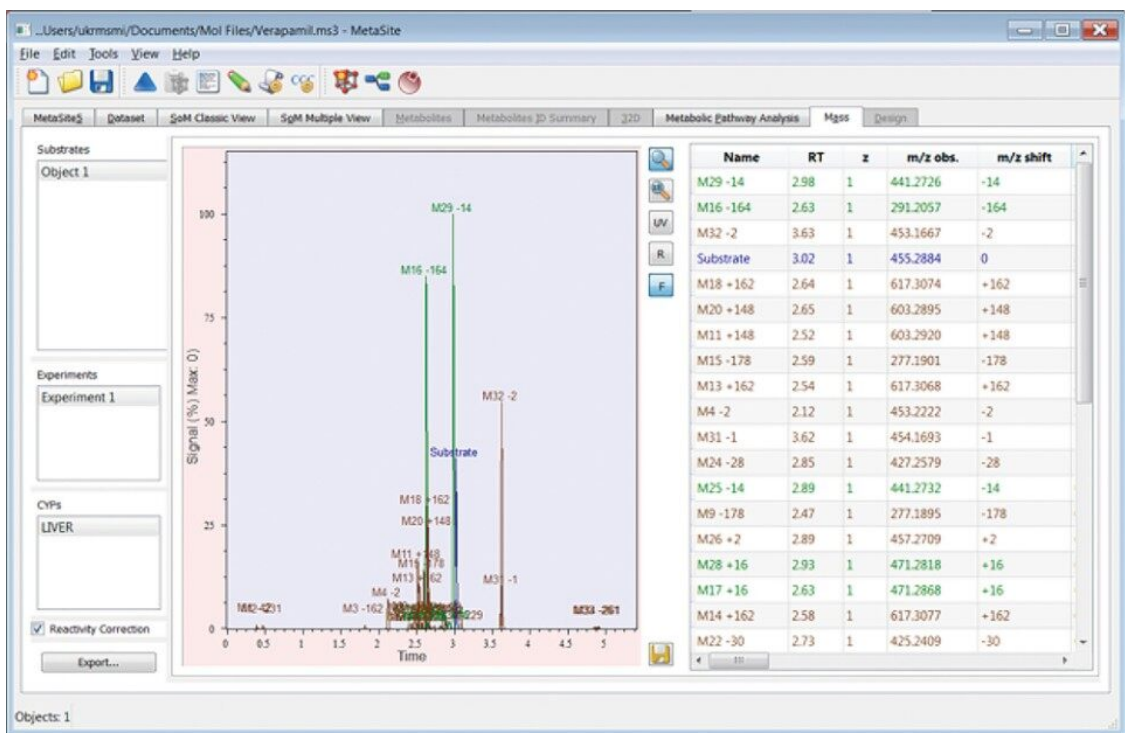 ...Users/ukrmsmi/Documents/Mol Files/Verapamil.ms3 - MetaSite
File Edit Tools View Help
CGC
MetaSite5 Dataset SoM Classic View SoM Multiple View Metabolites Metabolites ID Summary 32D Metabolic Pathway Analysis Mass Design
Substrates
Object 1
Experiments
Experiment 1
CYPs
LIVER
Reactivity Correction
Export...
Signal (%) Max: 0)
100
75
50
25
0
M29 -14
M16 -164
M32 -2
Substrate
M18 +162
M20 +148
M11 +148
M15 -178
M13 +162
M31 -1
M4 -2
M3 -162
0 0.5 1 1.5 2 2.5 3 3.5 4 4.5 5
Time
UV
R
F
Name RT z m/z obs. m/z shift
M29 -14 2.98 1 441.2726 -14
M16 -164 2.63 1 291.2057 -164
M32 -2 3.63 1 453.1667 -2
Substrate 3.02 1 455.2884 0
M18 +162 2.64 1 617.3074 +162
M20 +148 2.65 1 603.2895 +148
M11 +148 2.52 1 603.2920 +148
M15 -178 2.59 1 277.1901 -178
M13 +162 2.54 1 617.3068 +162
M4 -2 2.12 1 453.2222 -2
M31 -1 3.62 1 454.1693 -1
M24 -28 2.85 1 427.2579 -28
M25 -14 2.89 1 441.2732 -14
M9 -178 2.47 1 277.1895 -178
M26 +2 2.89 1 457.2709 +2
M28 +16 2.93 1 471.2818 +16
M17 +16 2.63 1 471.2868 +16
M14 +162 2.58 1 617.3077 +162
M22 -30 2.73 1 425.2409 -30
Objects: 1